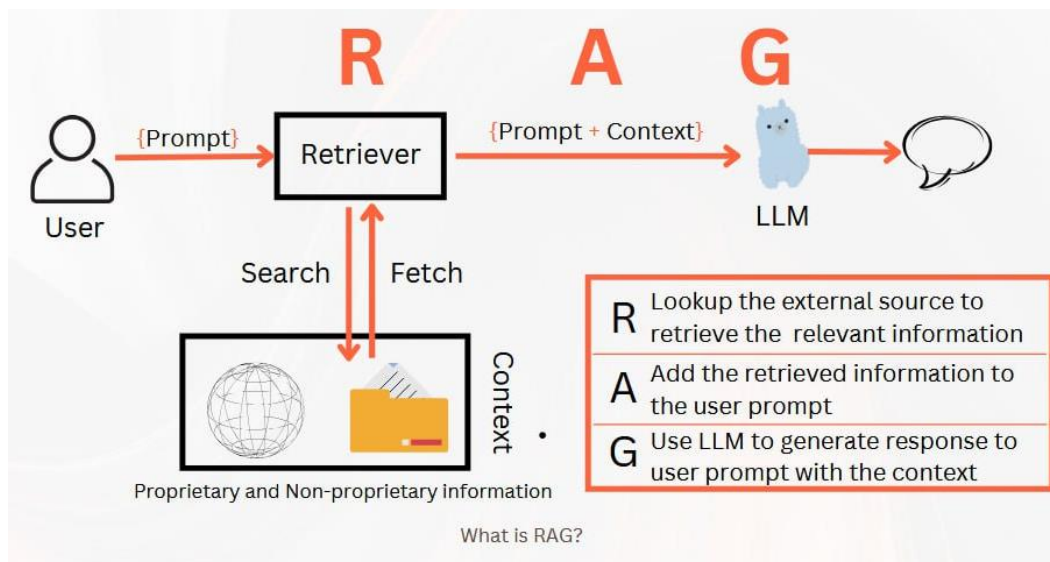 R A G
{Prompt}
Retriever
{Prompt + Context}
User
LLM
Search
Fetch
Context
Proprietary and Non-proprietary information
R
Lookup the external source to
retrieve the relevant information
A
Add the retrieved information to
the user prompt
G
Use LLM to generate response to
user prompt with the context
What is RAG?